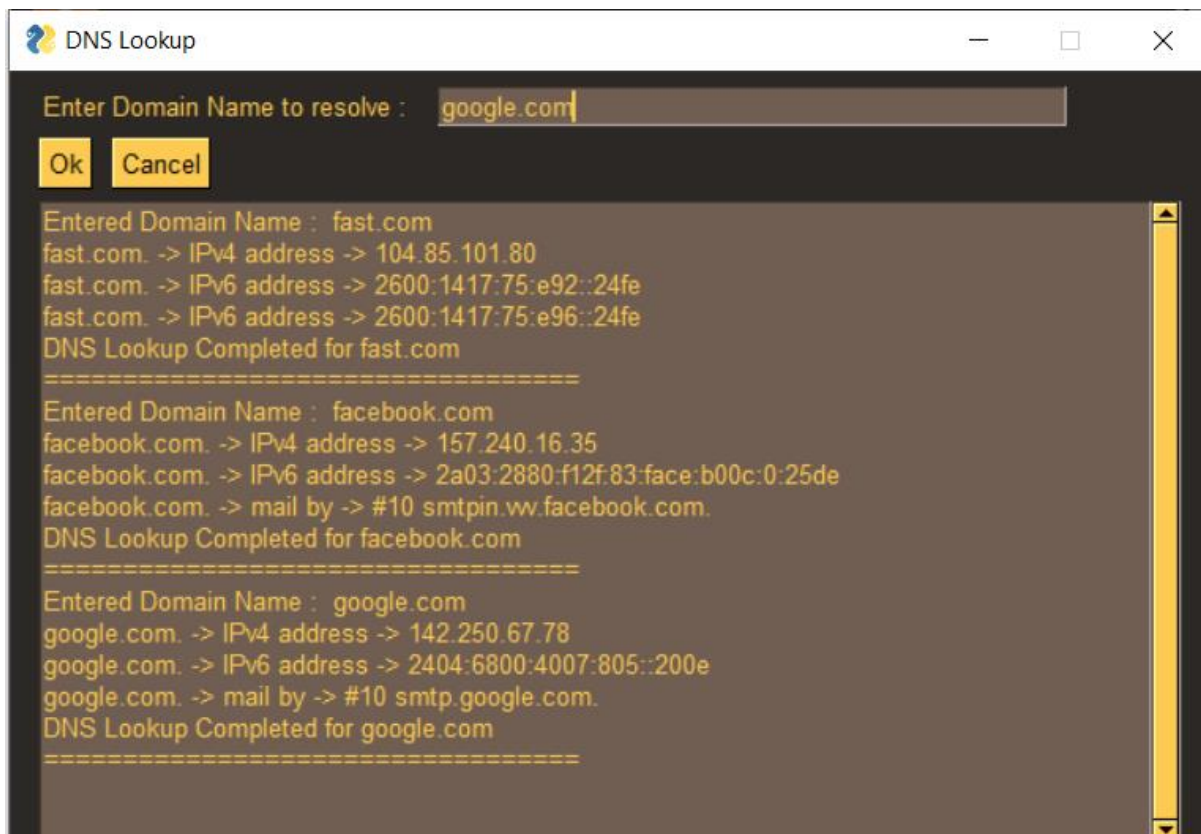 DNS Lookup
Enter Domain Name to resolve : google.com
Ok Cancel
Entered Domain Name : fast.com
fast.com. -> IPv4 address -> 104.85.101.80
fast.com. -> IPv6 address -> 2600:1417:75:e92::24fe
fast.com. -> IPv6 address -> 2600:1417:75:e96::24fe
DNS Lookup Completed for fast.com
==================================
Entered Domain Name : facebook.com
facebook.com. -> IPv4 address -> 157.240.16.35
facebook.com. -> IPv6 address -> 2a03:2880:f12f:83:face:b00c:0:25de
facebook.com. -> mail by -> #10 smtpin.vvv.facebook.com.
DNS Lookup Completed for facebook.com
==================================
Entered Domain Name : google.com
google.com. -> IPv4 address -> 142.250.67.78
google.com. -> IPv6 address -> 2404:6800:4007:805::200e
google.com. -> mail by -> #10 smtp.google.com.
DNS Lookup Completed for google.com
==================================